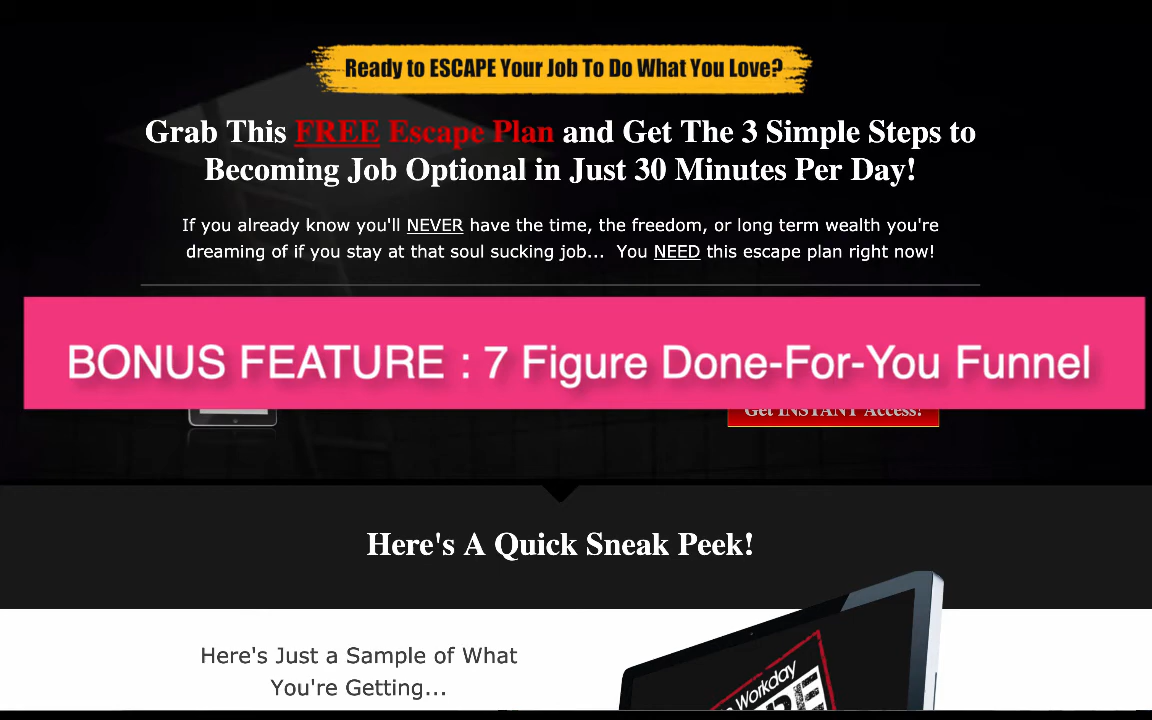 Ready to ESCAPE Your Job To Do What You Love?
Grab This FREE Escape Plan and Get The 3 Simple Steps to
Becoming Job Optional in Just 30 Minutes Per Day!
If you already know you'll NEVER have the time, the freedom, or long term wealth you're
dreaming of if you stay at that soul sucking job... You NEED this escape plan right now!
BONUS FEATURE : 7 Figure Done-For-You Funnel
Get INSTANT Access!
Here's A Quick Sneak Peek!
Here's Just a Sample of What
You're Getting...
Workday